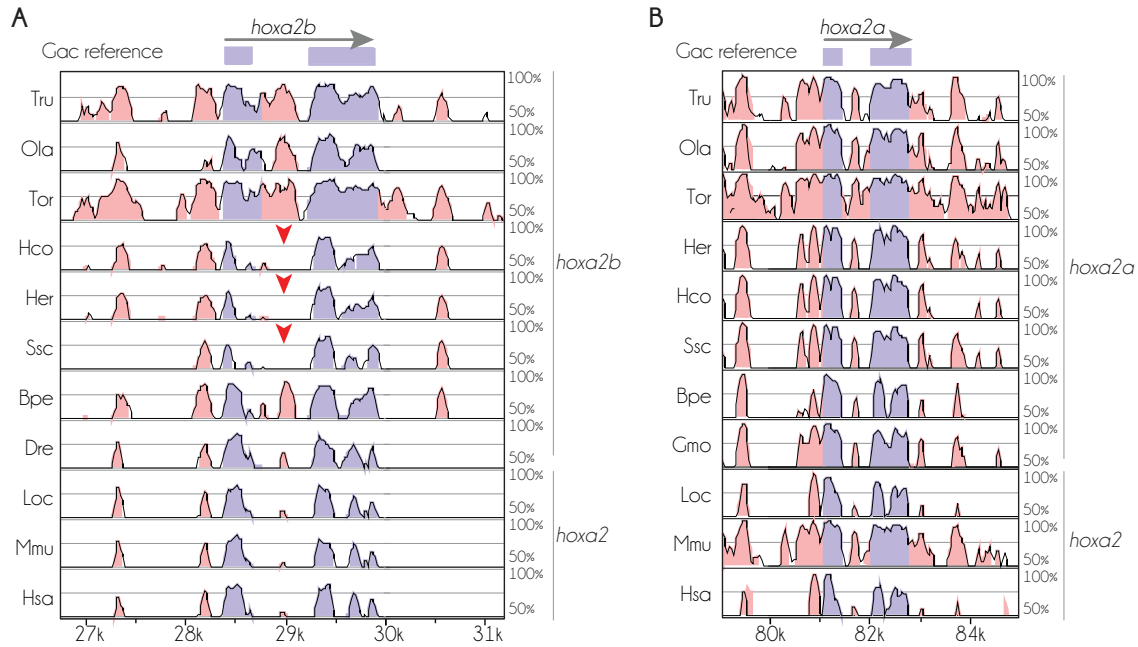 A
hoxa2b
Gac reference
Tru
100%
50%
Ola
100%
50%
Tor
100%
50%
Hco
100%
50%
Her
100%
50%
Ssc
100%
50%
Bpe
100%
50%
Dre
100%
50%
Loc
100%
50%
Mmu
100%
50%
Hsa
100%
50%
hoxa2b
hoxa2
27k 28k 29k 30k 31k
B
hoxa2a
Gac reference
Tru
100%
50%
Ola
100%
50%
Tor
100%
50%
Her
100%
50%
Hco
100%
50%
Ssc
100%
50%
Bpe
100%
50%
Gmo
100%
50%
Loc
100%
50%
Mmu
100%
50%
Hsa
100%
50%
hoxa2a
hoxa2
80k 82k 84k